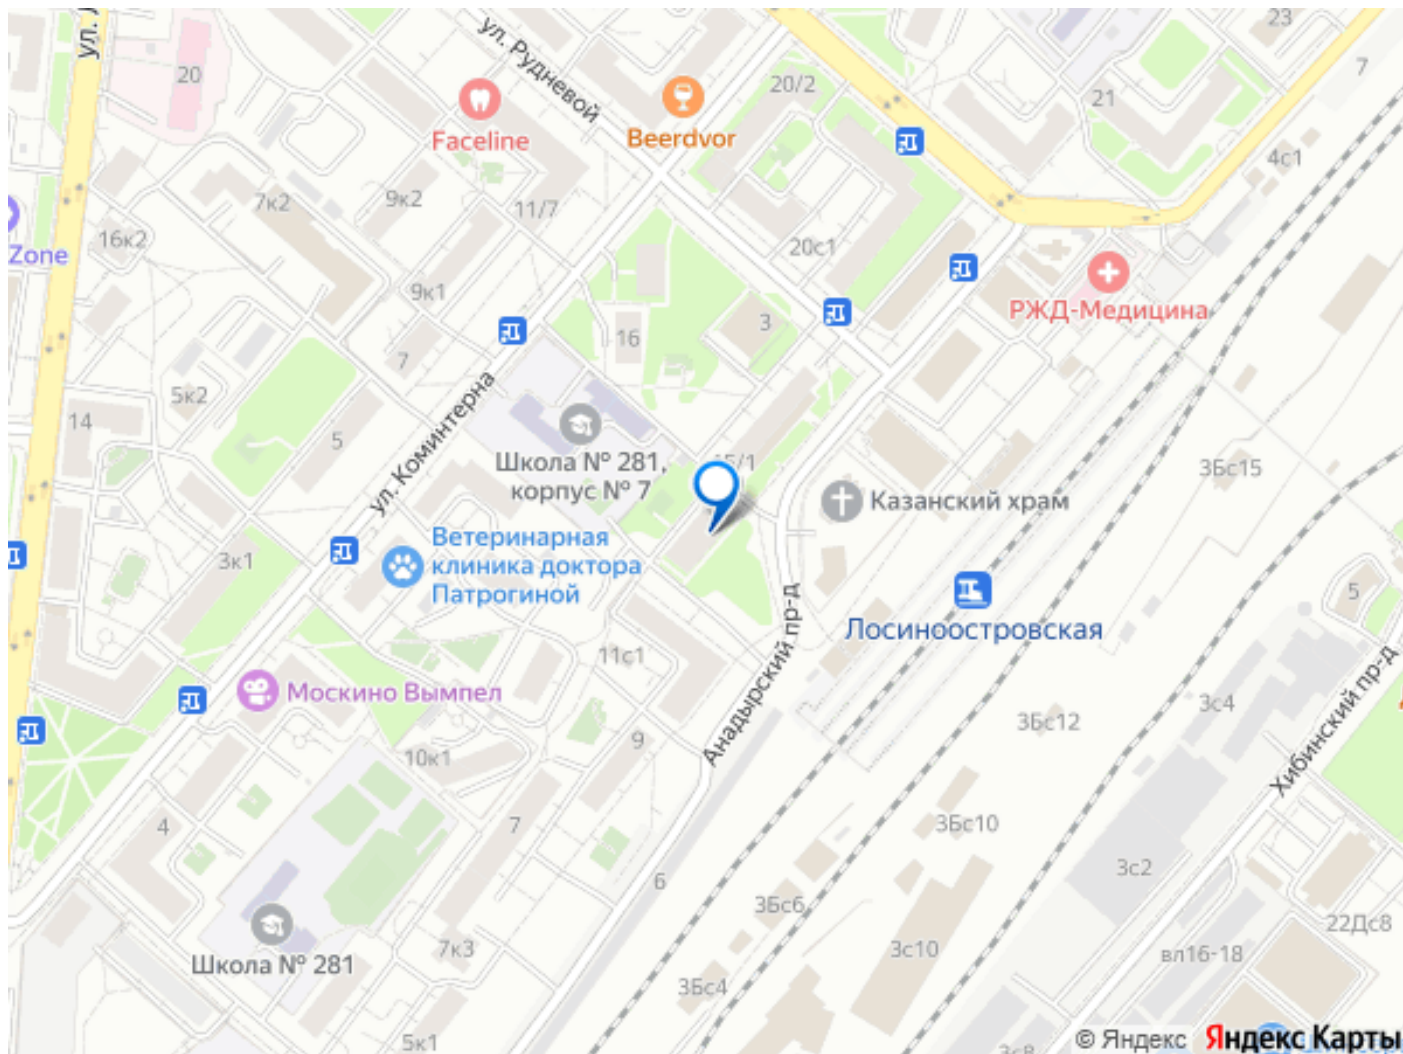 ул. Рудневой
23
7
20
20/2
21
Faceline
Beerdvor
4с1
7к2
9к2
11/7
16к2
Zone
20с1
9к1
РЖД-Медицина
3
16
7
5к2
14
5
ул. Коминтерна
Школа № 281,
корпус № 7
15/1
3Бс15
Казанский храм
Ветеринарная
клиника доктора
Патрогиной
3к1
5
Анадырский пр-д
Лосиноостровская
11с1
Москино Вымпел
3с4
3Бс12
Хибинский пр-д
9
10к1
4
7
3Бс10
3с2
6
3Бс6
22Дс8
7к3
3с10
вл16-18
Школа № 281
3Бс4
5к1
© Яндекс Яндекс Карты